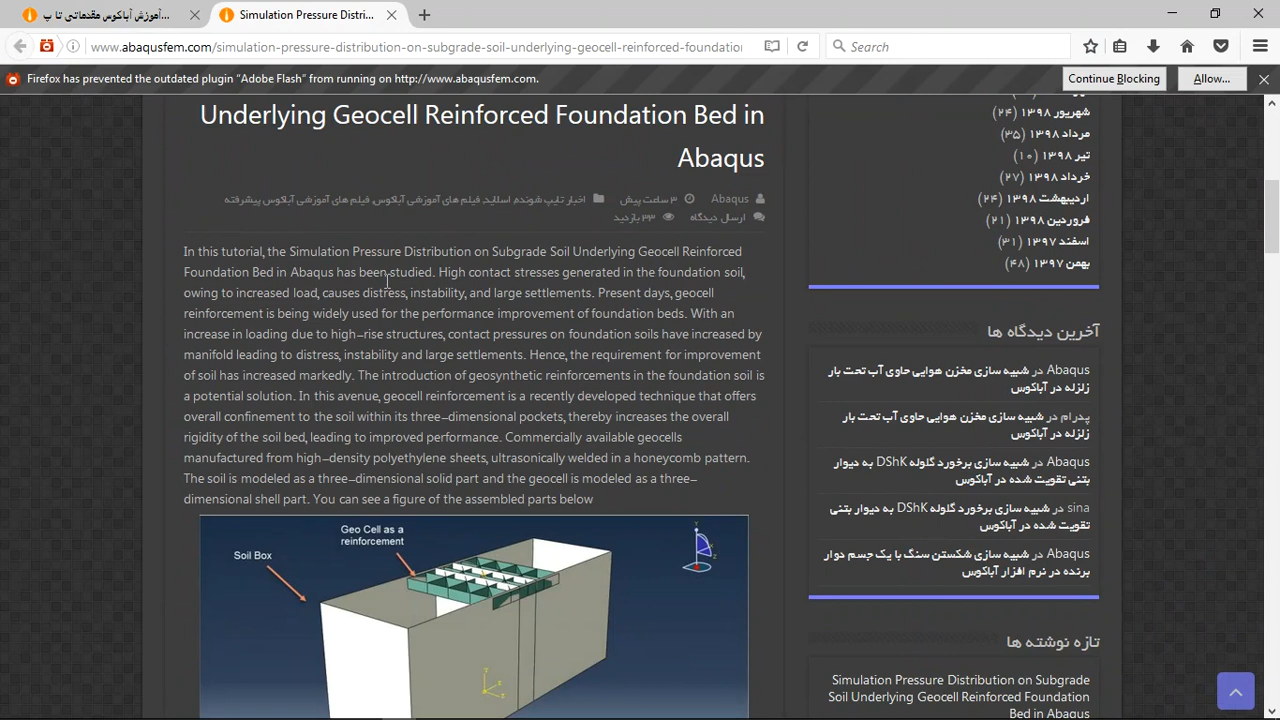 آموزش آباکوس مقدماتی تا پ...
Simulation Pressure Distri...
www.abaqusfem.com/simulation-pressure-distribution-on-subgrade-soil-underlying-geocell-reinforced-foundatio
Search
Firefox has prevented the outdated plugin "Adobe Flash" from running on http://www.abaqusfem.com.
Continue Blocking
Allow...
Underlying Geocell Reinforced Foundation Bed in
Abaqus
Abaqus ۳ ساعت پیش اخبار تایپ شونده, اسلاید, فیلم های آموزشی آباکوس, فیلم های آموزشی آباکوس پیشرفته
ارسال دیدگاه ۳۳ بازدید
In this tutorial, the Simulation Pressure Distribution on Subgrade Soil Underlying Geocell Reinforced
Foundation Bed in Abaqus has been studied. High contact stresses generated in the foundation soil,
owing to increased load, causes distress, instability, and large settlements. Present days, geocell
reinforcement is being widely used for the performance improvement of foundation beds. With an
increase in loading due to high-rise structures, contact pressures on foundation soils have increased by
manifold leading to distress, instability and large settlements. Hence, the requirement for improvement
of soil has increased markedly. The introduction of geosynthetic reinforcements in the foundation soil is
a potential solution. In this avenue, geocell reinforcement is a recently developed technique that offers
overall confinement to the soil within its three-dimensional pockets, thereby increases the overall
rigidity of the soil bed, leading to improved performance. Commercially available geocells
manufactured from high-density polyethylene sheets, ultrasonically welded in a honeycomb pattern.
The soil is modeled as a three-dimensional solid part and the geocell is modeled as a three-
dimensional shell part. You can see a figure of the assembled parts below
Geo Cell as a
reinforcement
Soil Box
Y
Z
Y
Z
X
شهریور ۱۳۹۸ (۲۴)
مرداد ۱۳۹۸ (۳۵)
تیر ۱۳۹۸ (۱۰)
خرداد ۱۳۹۸ (۲۷)
اردیبهشت ۱۳۹۸ (۲۴)
فروردین ۱۳۹۸ (۲۱)
اسفند ۱۳۹۷ (۳۱)
بهمن ۱۳۹۷ (۴۸)
آخرین دیدگاه ها
Abaqus در شبیه سازی مخزن هوایی حاوی آب تحت بار
زلزله در آباکوس
پدرام در شبیه سازی مخزن هوایی حاوی آب تحت بار
زلزله در آباکوس
Abaqus در شبیه سازی برخورد گلوله DShK به دیوار
بتنی تقویت شده در آباکوس
sina در شبیه سازی برخورد گلوله DShK به دیوار بتنی
تقویت شده در آباکوس
Abaqus در شبیه سازی شکستن سنگ با یک جسم دوار
برنده در نرم افزار آباکوس
تازه نوشته ها
Simulation Pressure Distribution on Subgrade
Soil Underlying Geocell Reinforced Foundation
Bed in Abaqus